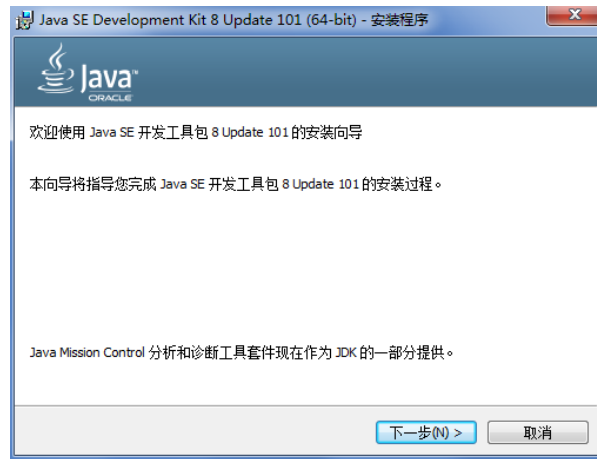 Java SE Development Kit 8 Update 101 (64-bit) - 安装程序
Java™
ORACLE
欢迎使用 Java SE 开发工具包 8 Update 101 的安装向导
本向导将指导您完成 Java SE 开发工具包 8 Update 101 的安装过程。
Java Mission Control 分析和诊断工具套件现在作为 JDK 的一部分提供。
下一步(N) > 取消